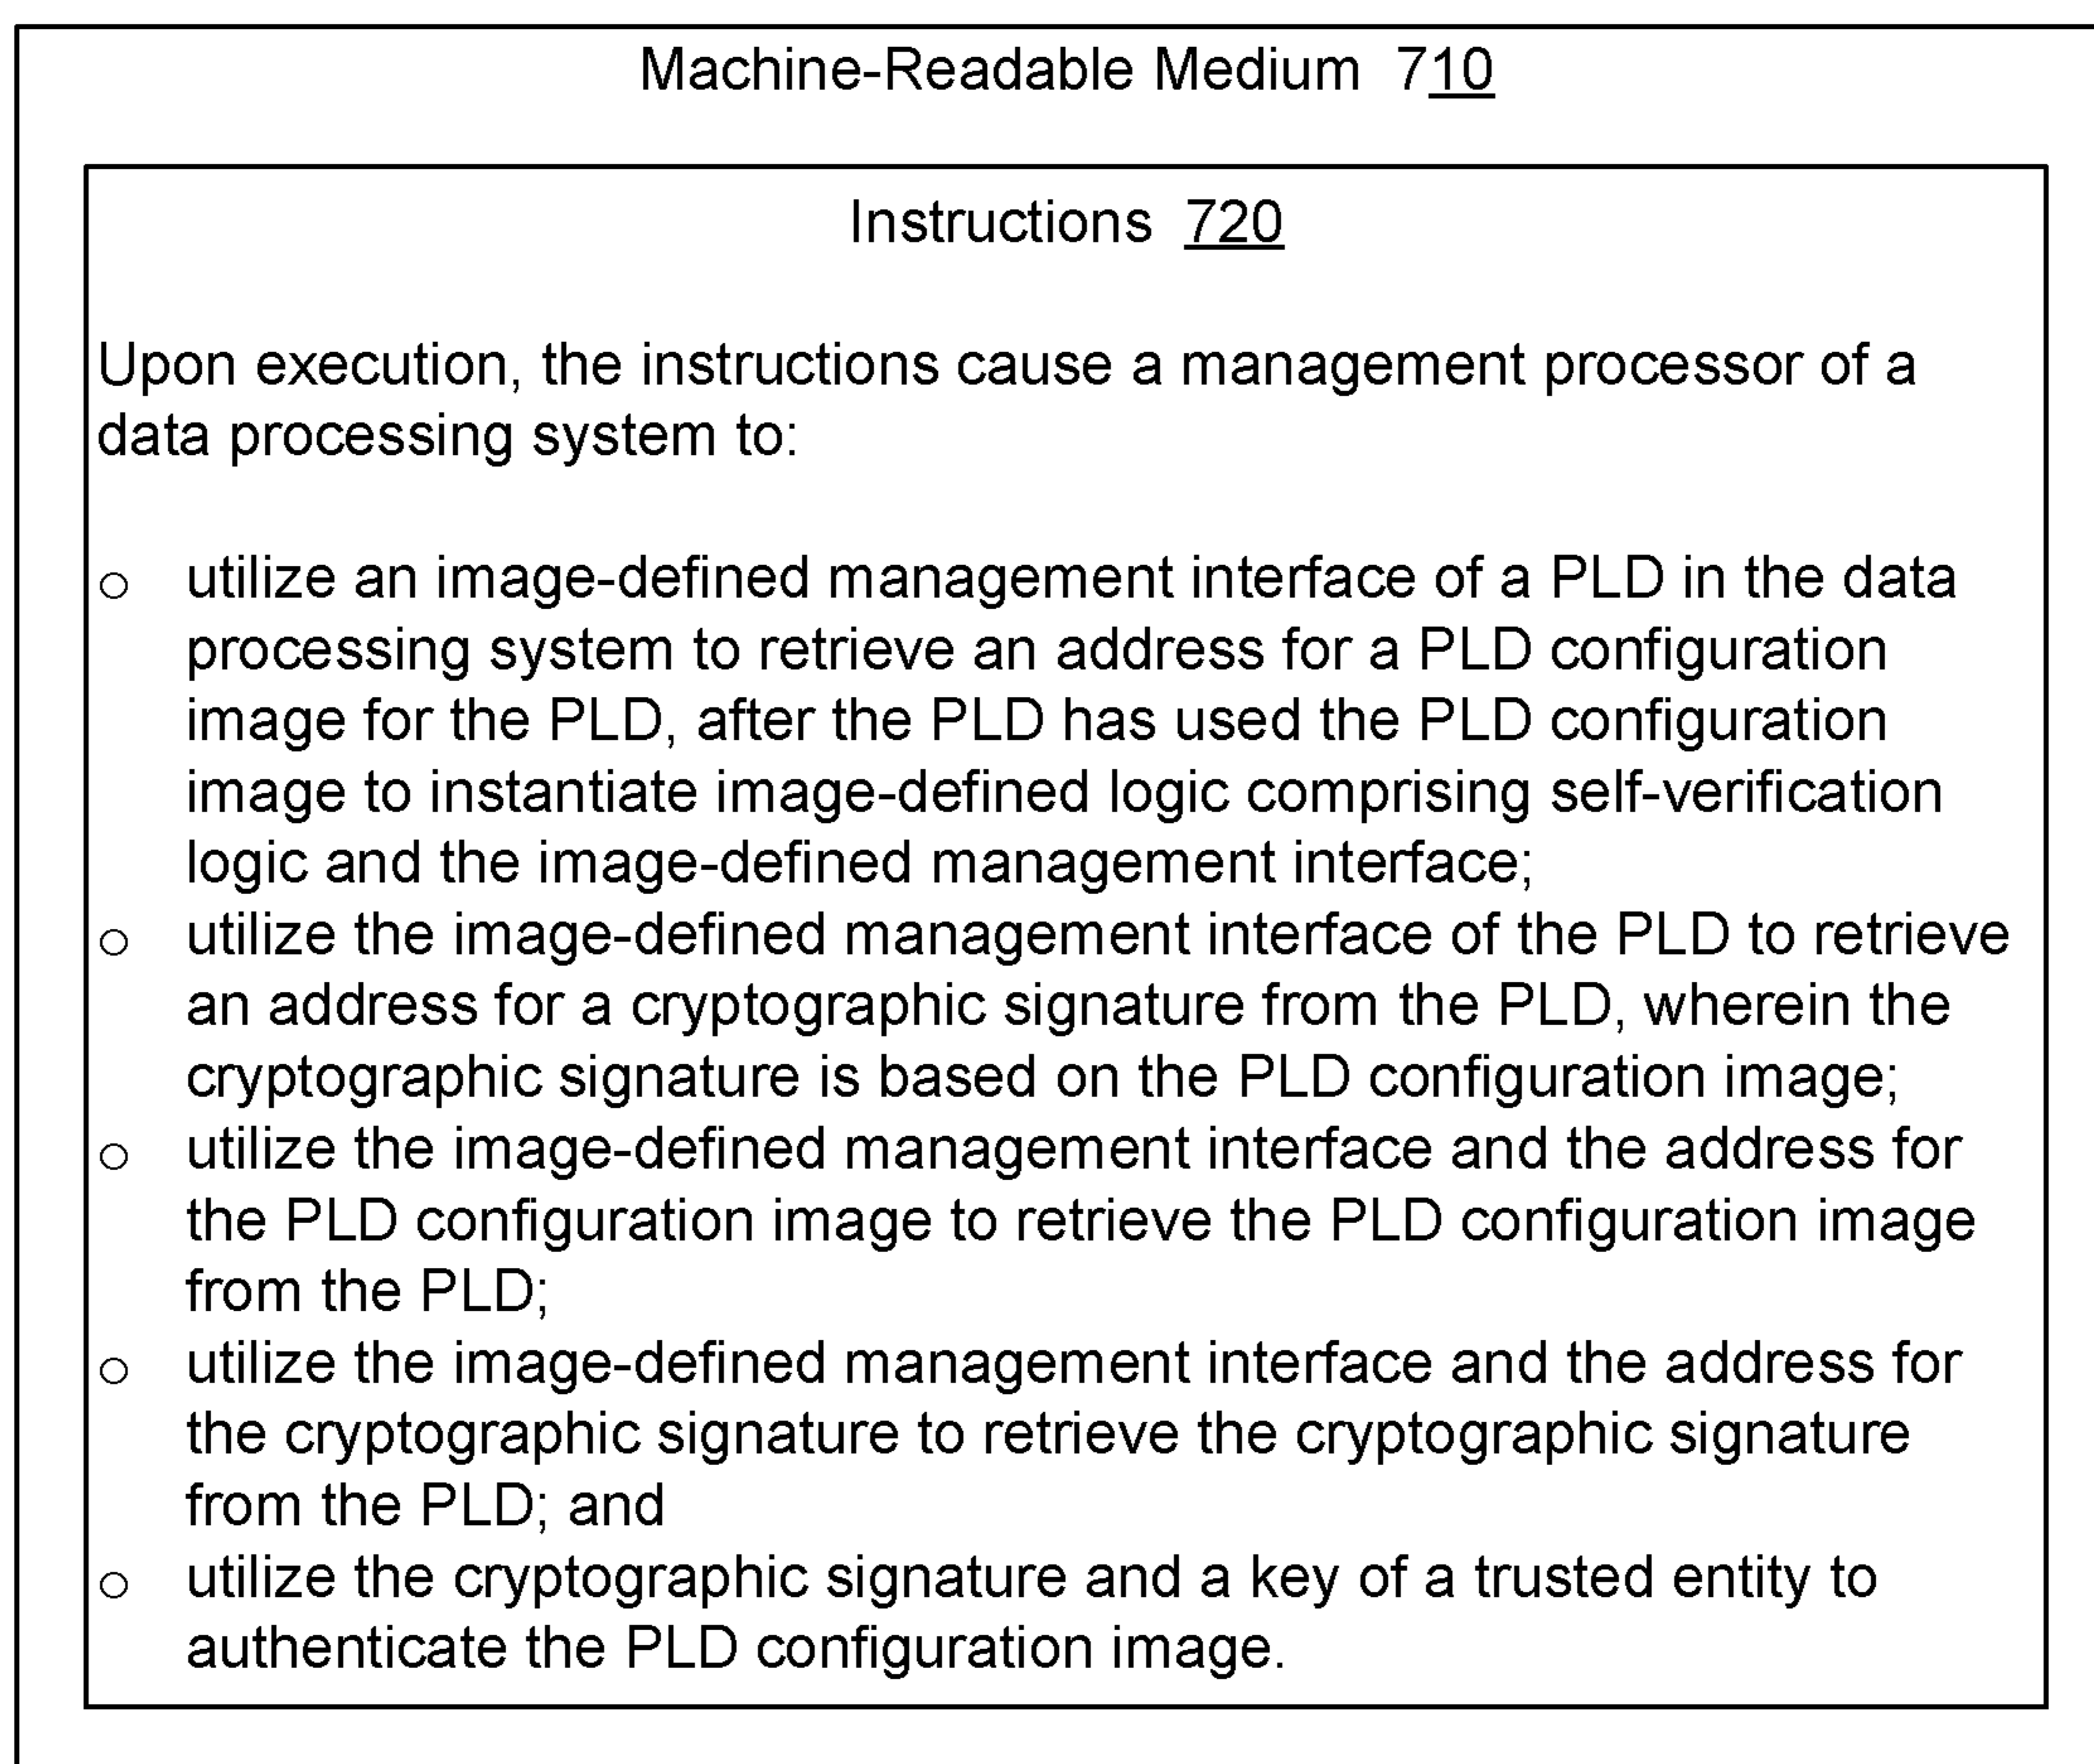 Machine-Readable Medium 710
Instructions 720
Upon execution, the instructions cause a management processor of a
data processing system to:
○ utilize an image-defined management interface of a PLD in the data
processing system to retrieve an address for a PLD configuration
image for the PLD, after the PLD has used the PLD configuration
image to instantiate image-defined logic comprising self-verification
logic and the image-defined management interface;
○ utilize the image-defined management interface of the PLD to retrieve
an address for a cryptographic signature from the PLD, wherein the
cryptographic signature is based on the PLD configuration image;
○ utilize the image-defined management interface and the address for
the PLD configuration image to retrieve the PLD configuration image
from the PLD;
○ utilize the image-defined management interface and the address for
the cryptographic signature to retrieve the cryptographic signature
from the PLD; and
○ utilize the cryptographic signature and a key of a trusted entity to
authenticate the PLD configuration image.